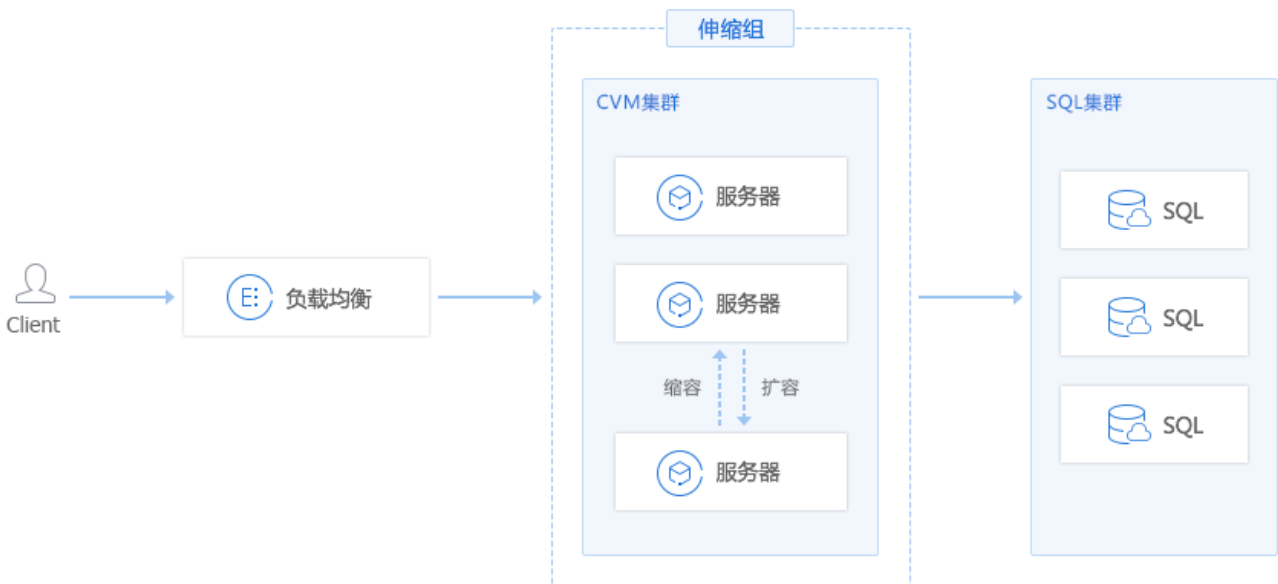 伸缩组
CVM集群
服务器
服务器
缩容
扩容
服务器
Client
负载均衡
SQL集群
SQL
SQL
SQL